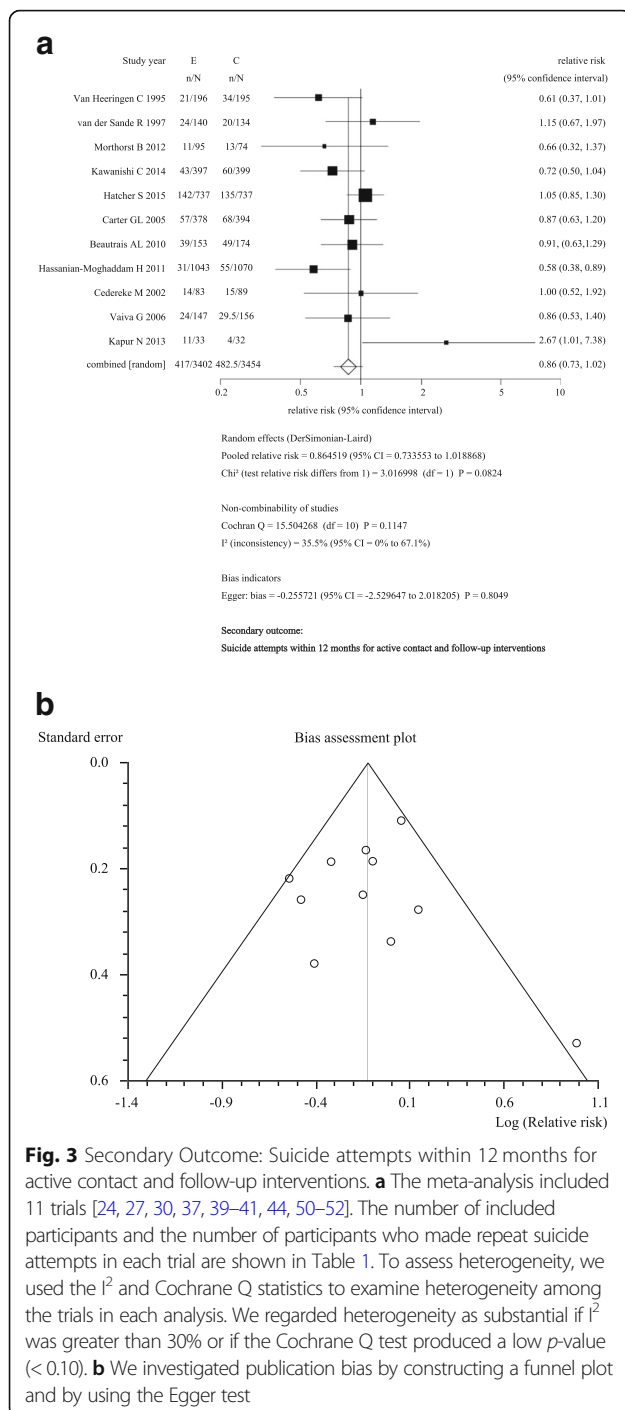 a
Study year E C relative risk
n/N n/N (95% confidence interval)
Van Heeringen C 1995 21/196 34/195 0.61 (0.37, 1.01)
van der Sande R 1997 24/140 20/134 1.15 (0.67, 1.97)
Morthorst B 2012 11/95 13/74 0.66 (0.32, 1.37)
Kawanishi C 2014 43/397 60/399 0.72 (0.50, 1.04)
Hatcher S 2015 142/737 135/737 1.05 (0.85, 1.30)
Carter GL 2005 57/378 68/394 0.87 (0.63, 1.20)
Beautrais AL 2010 39/153 49/174 0.91, (0.63,1.29)
Hassanian-Moghaddam H 2011 31/1043 55/1070 0.58 (0.38, 0.89)
Cedereke M 2002 14/83 15/89 1.00 (0.52, 1.92)
Vaiva G 2006 24/147 29.5/156 0.86 (0.53, 1.40)
Kapur N 2013 11/33 4/32 2.67 (1.01, 7.38)
combined [random] 417/3402 482.5/3454 0.86 (0.73, 1.02)
0.2 0.5 1 2 5 10
relative risk (95% confidence interval)
Random effects (DerSimonian-Laird)
Pooled relative risk = 0.864519 (95% CI = 0.733553 to 1.018868)
Chi² (test relative risk differs from 1) = 3.016998 (df = 1) P = 0.0824
Non-combinability of studies
Cochran Q = 15.504268 (df = 10) P = 0.1147
I² (inconsistency) = 35.5% (95% CI = 0% to 67.1%)
Bias indicators
Egger: bias = -0.255721 (95% CI = -2.529647 to 2.018205) P = 0.8049
Secondary outcome:
Suicide attempts within 12 months for active contact and follow-up interventions
b
Standard error Bias assessment plot
0.0
0.2
0.4
0.6
-1.4 -0.9 -0.4 0.1 0.6 1.1
Log (Relative risk)
Fig. 3 Secondary Outcome: Suicide attempts within 12 months for
active contact and follow-up interventions. a The meta-analysis included
11 trials [24, 27, 30, 37, 39–41, 44, 50–52]. The number of included
participants and the number of participants who made repeat suicide
attempts in each trial are shown in Table 1. To assess heterogeneity, we
used the I² and Cochrane Q statistics to examine heterogeneity among
the trials in each analysis. We regarded heterogeneity as substantial if I²
was greater than 30% or if the Cochrane Q test produced a low p-value
(< 0.10). b We investigated publication bias by constructing a funnel plot
and by using the Egger test